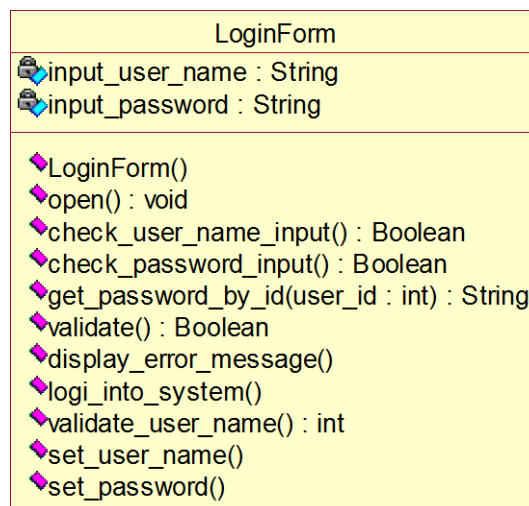 LoginForm
input_user_name : String
input_password : String
LoginForm()
open() : void
check_user_name_input() : Boolean
check_password_input() : Boolean
get_password_by_id(user_id : int) : String
validate() : Boolean
display_error_message()
logi_into_system()
validate_user_name() : int
set_user_name()
set_password()